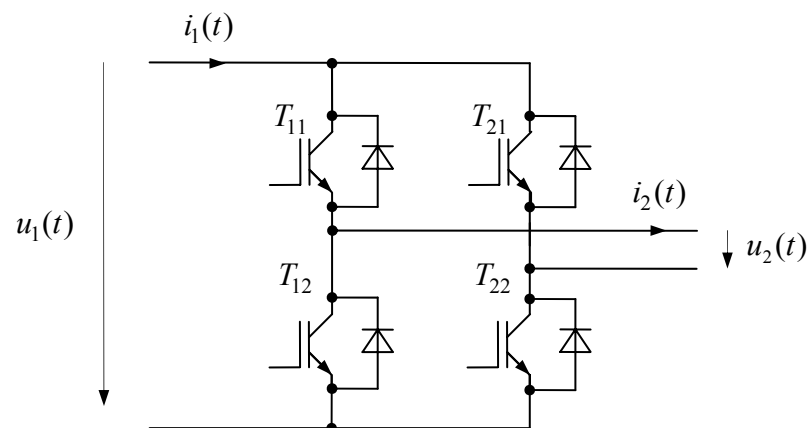 i₁(t)
T₁₁
T₂₁
i₂(t)
u₁(t)
u₂(t)
T₁₂
T₂₂